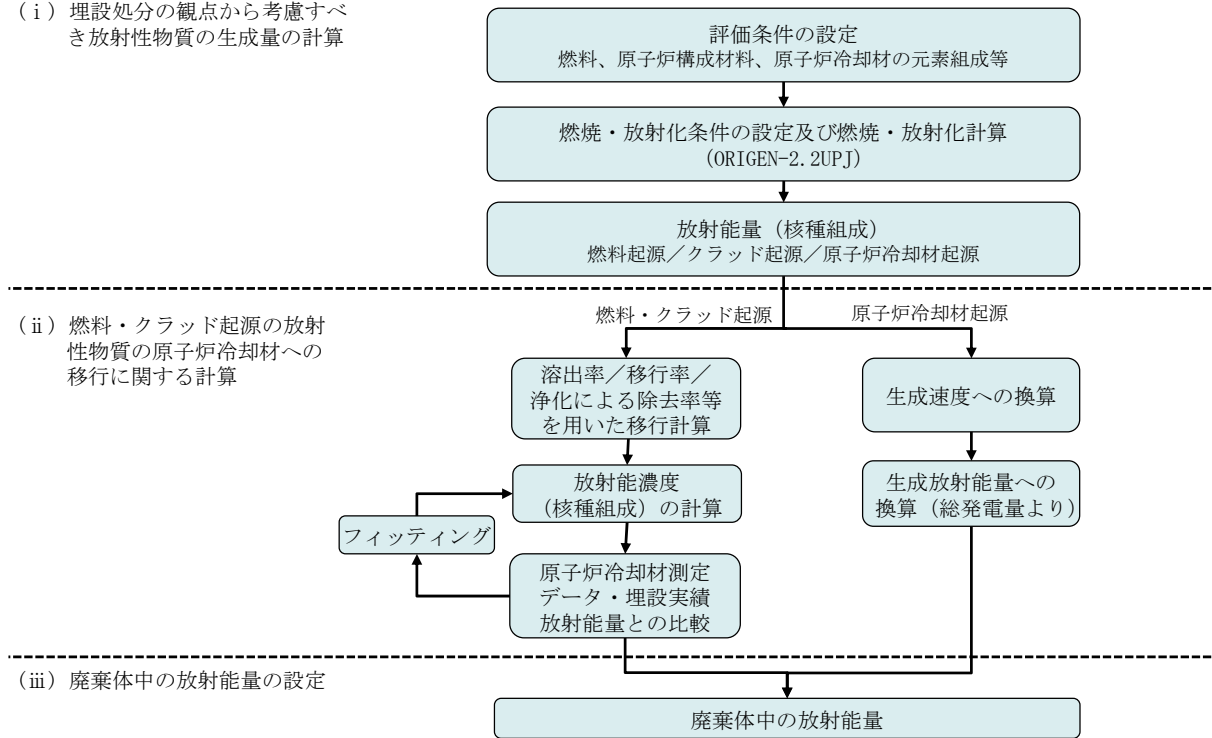 (ⅰ) 埋設処分の観点から考慮すべ
き放射性物質の生成量の計算
評価条件の設定
燃料、原子炉構成材料、原子炉冷却材の元素組成等
燃焼・放射化条件の設定及び燃焼・放射化計算
(ORIGEN-2.2UPJ)
放射能量（核種組成）
燃料起源／クラッド起源／原子炉冷却材起源
(ⅱ) 燃料・クラッド起源の放射
性物質の原子炉冷却材への
移行に関する計算
燃料・クラッド起源
原子炉冷却材起源
溶出率／移行率／
浄化による除去率等
を用いた移行計算
生成速度への換算
放射能濃度
（核種組成）の計算
生成放射能量への
換算（総発電量より）
フィッティング
原子炉冷却材測定
データ・埋設実績
放射能量との比較
(ⅲ) 廃棄体中の放射能量の設定
廃棄体中の放射能量